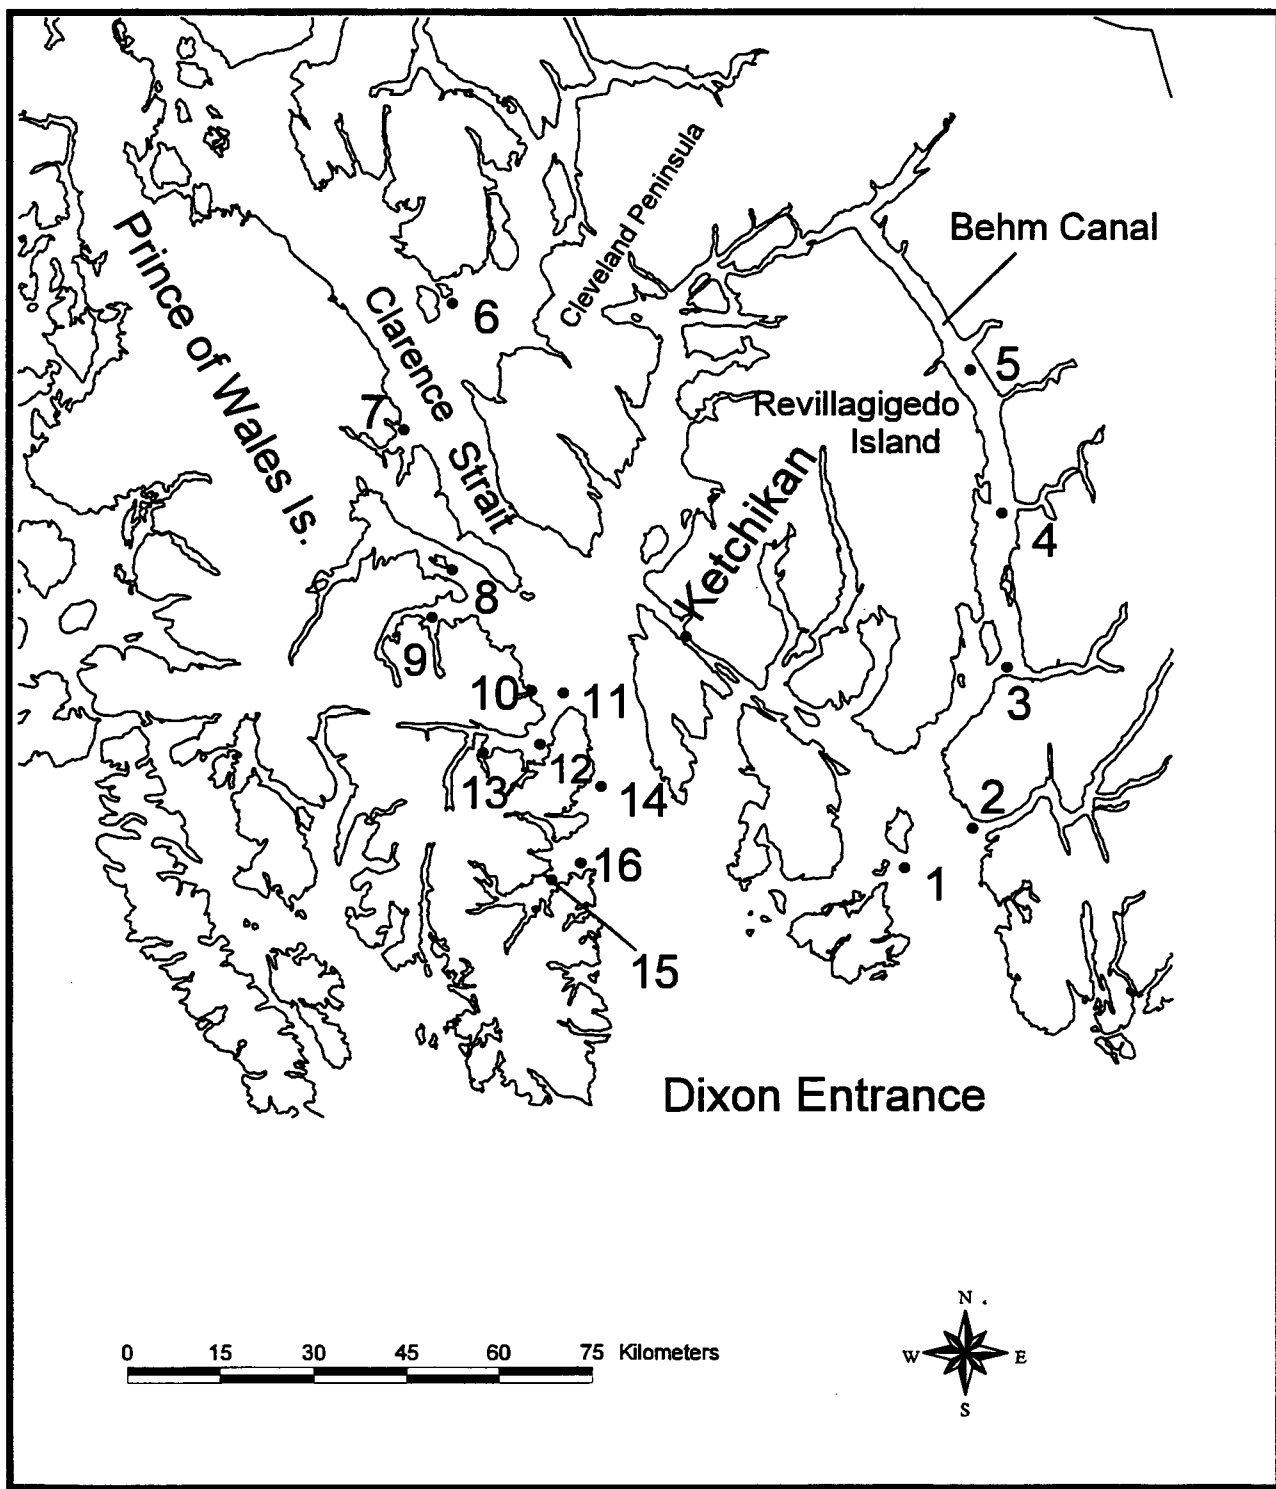 Cleveland Peninsula
Behm Canal
Prince of Wales Is.
Clarence Strait
6
5
Revillagigedo
Island
7
Ketchikan
4
8
9
3
10
11
12
13
14
2
16
1
15
Dixon Entrance
0 15 30 45 60 75 Kilometers
N
W E
S